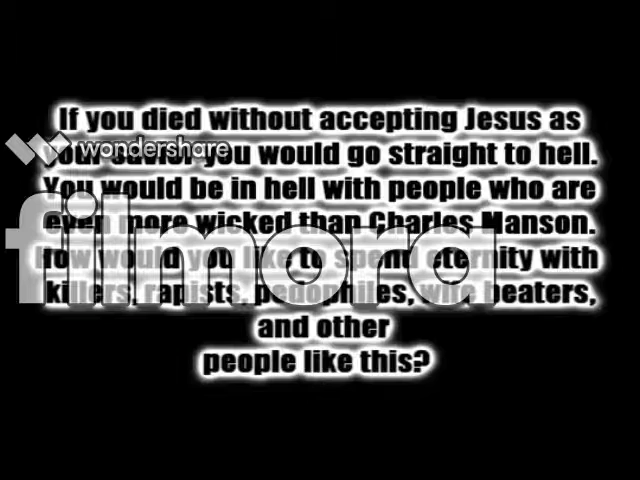 If you died without accepting Jesus as
your savior you would go straight to hell.
You would be in hell with people who are
even more wicked than Charles Manson.
How would you like to spend eternity with
killers, rapists, pedophiles, wife beaters,
and other
people like this?
wondershare
filmora